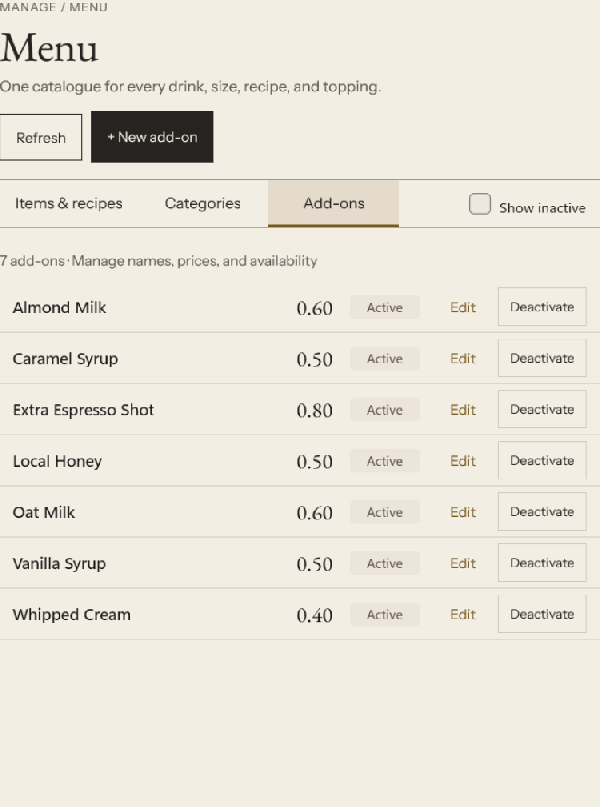 MANAGE / MENU
Menu
One catalogue for every drink, size, recipe, and topping.
Refresh
+ New add-on
Items & recipes Categories Add-ons Show inactive
7 add-ons · Manage names, prices, and availability
Almond Milk 0.60 Active Edit Deactivate
Caramel Syrup 0.50 Active Edit Deactivate
Extra Espresso Shot 0.80 Active Edit Deactivate
Local Honey 0.50 Active Edit Deactivate
Oat Milk 0.60 Active Edit Deactivate
Vanilla Syrup 0.50 Active Edit Deactivate
Whipped Cream 0.40 Active Edit Deactivate